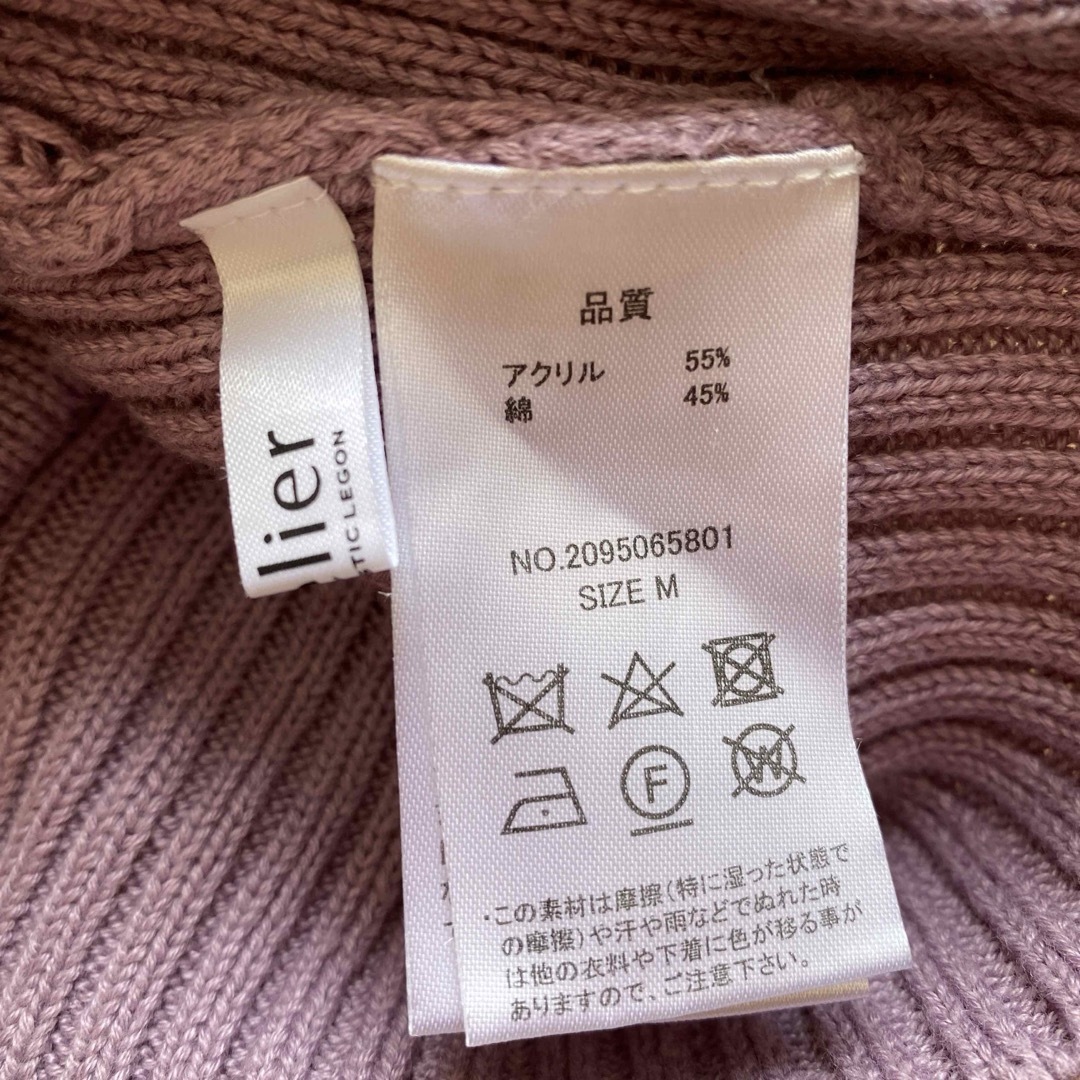 lier
TIC LEGON
品質
アクリル 55%
綿 45%
NO.2095065801
SIZE M
F
W
・この素材は摩擦(特に湿った状態で
の摩擦)や汗や雨などでぬれた時
は他の衣料や下着に色が移る事が
ありますので、ご注意下さい。